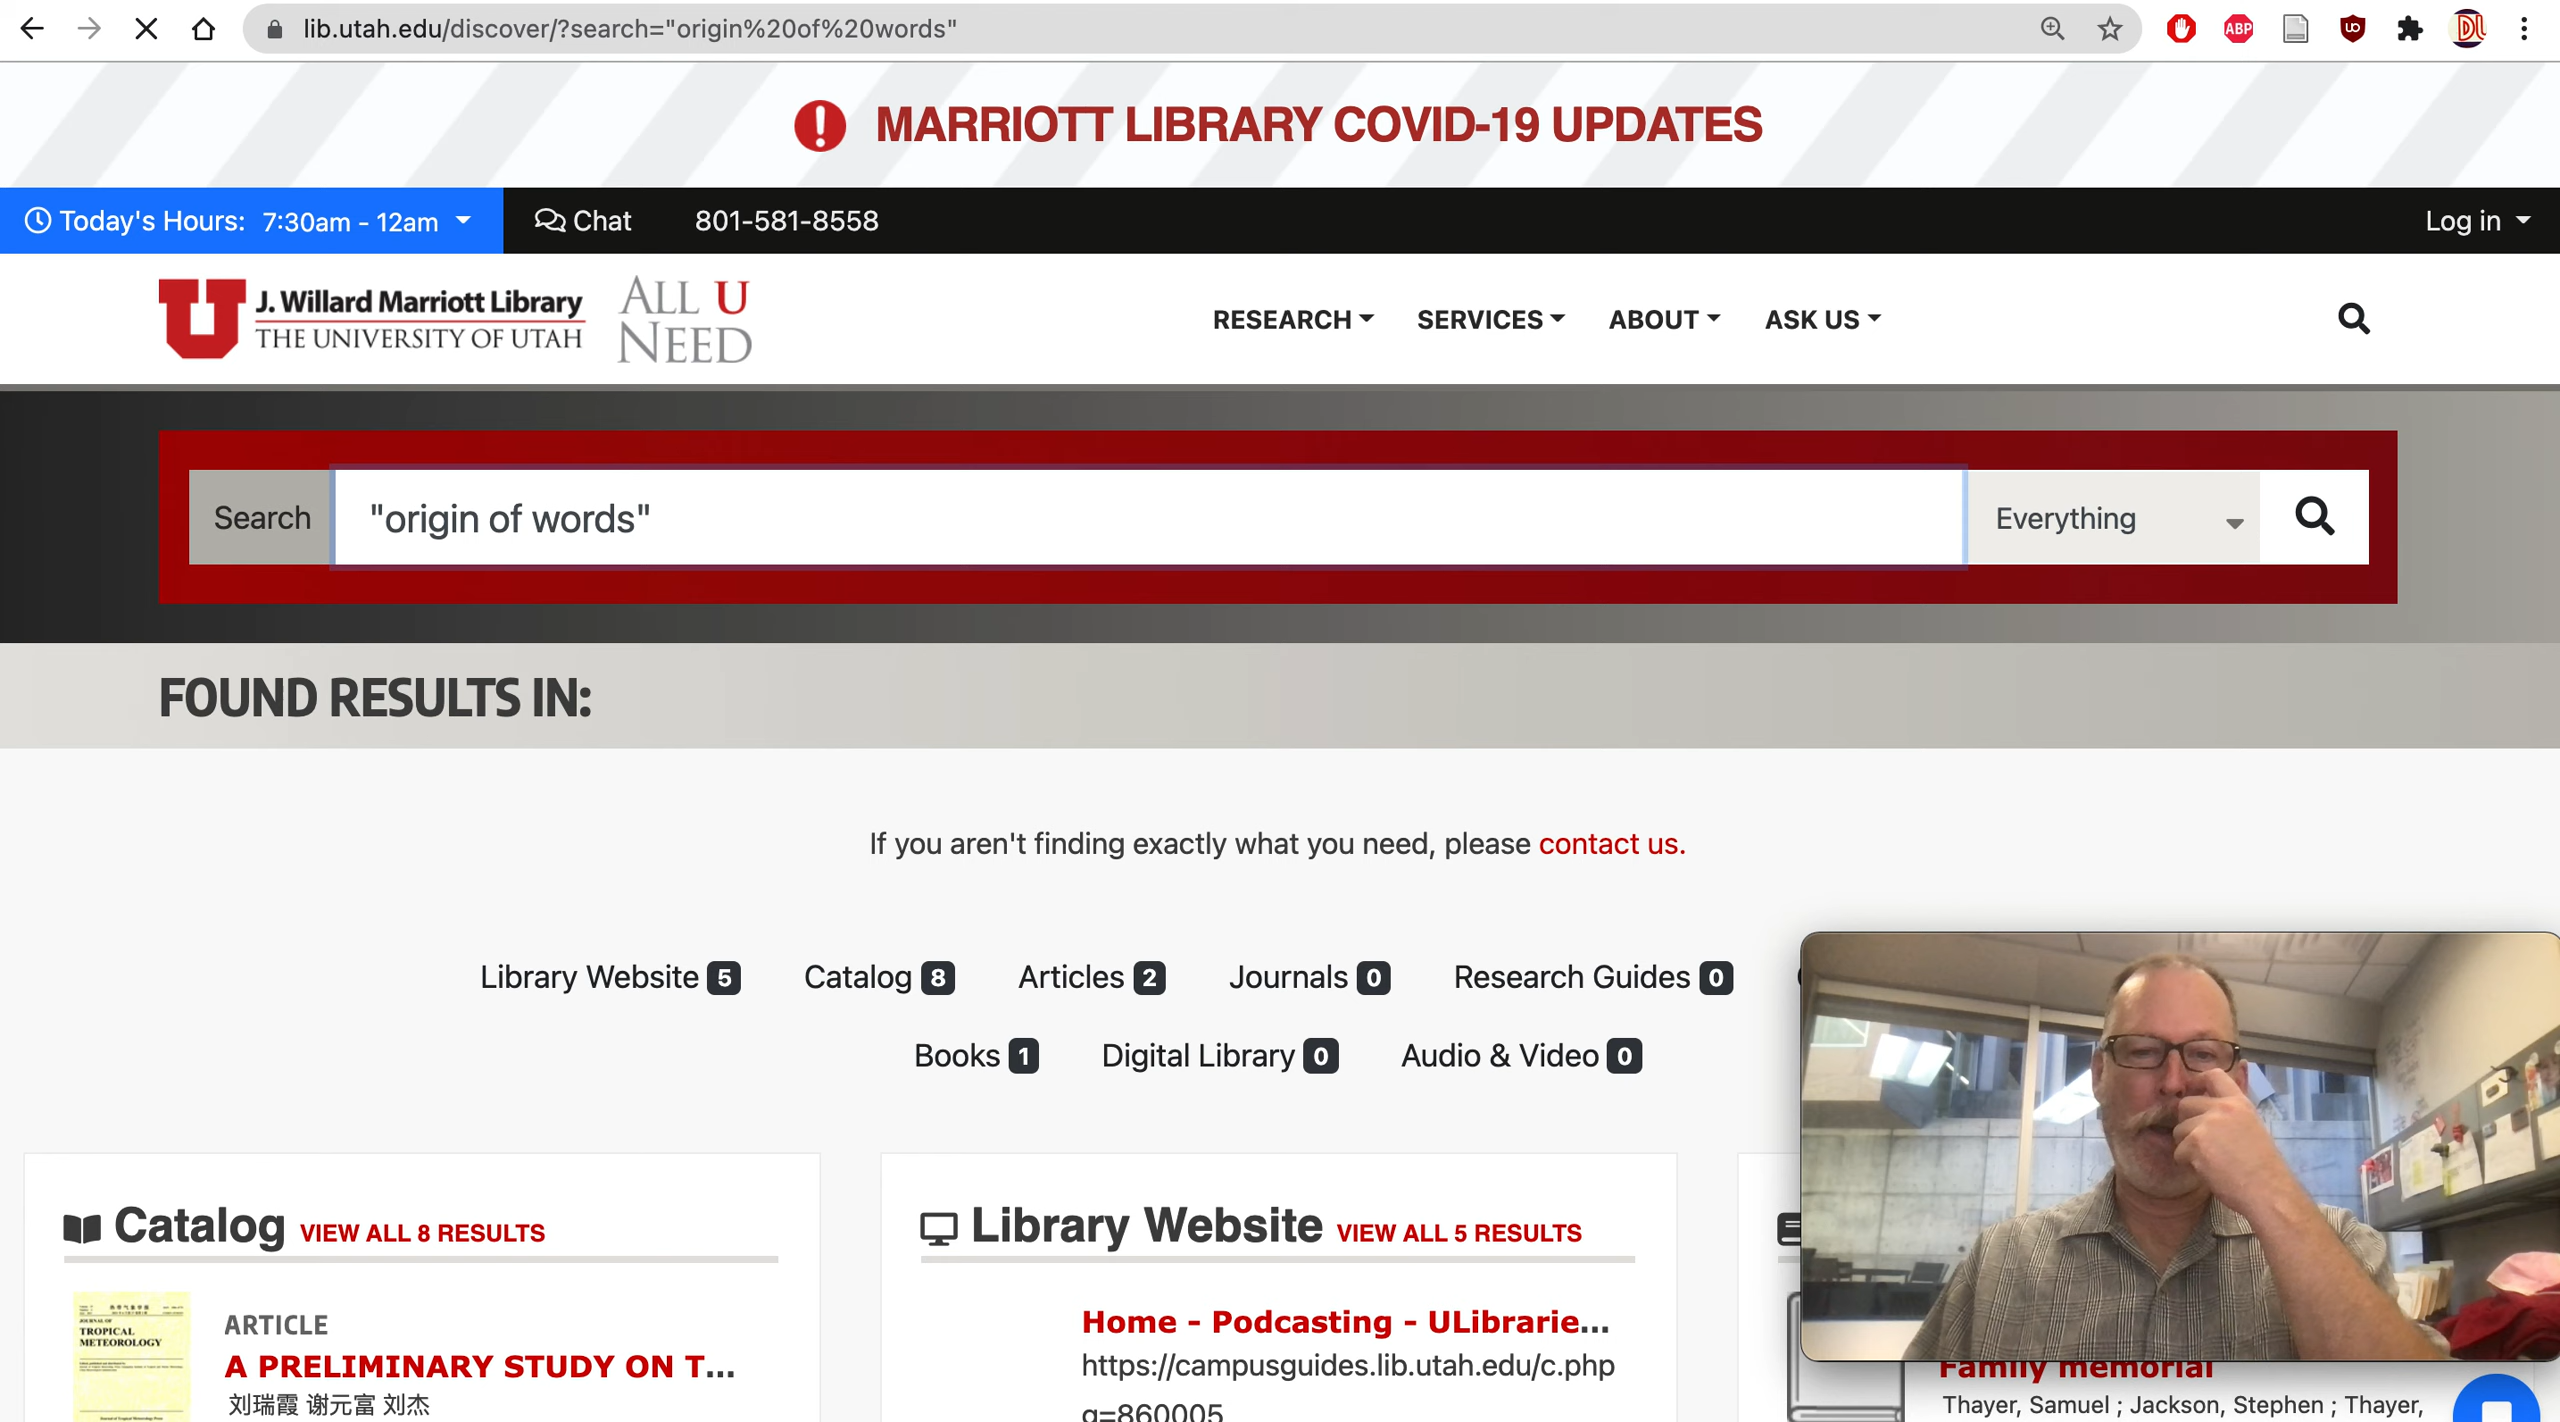 lib.utah.edu/discover/?search="origin%20of%20words"
ABP
DL
MARRIOTT LIBRARY COVID-19 UPDATES
Today's Hours: 7:30am - 12am
Chat
801-581-8558
Log in
J. Willard Marriott Library
THE UNIVERSITY OF UTAH
ALL U
NEED
RESEARCH
SERVICES
ABOUT
ASK US
Search
"origin of words"
Everything
FOUND RESULTS IN:
If you aren't finding exactly what you need, please contact us.
Library Website 5
Catalog 8
Articles 2
Journals 0
Research Guides 0
Books 1
Digital Library 0
Audio & Video 0
Catalog VIEW ALL 8 RESULTS
JOURNAL OF
TROPICAL
METEOROLOGY
ARTICLE
A PRELIMINARY STUDY ON T...
刘瑞霞 谢元富 刘杰
Library Website VIEW ALL 5 RESULTS
Home - Podcasting - ULibrarie...
https://campusguides.lib.utah.edu/c.php
g=860005
Family memorial
Thayer, Samuel ; Jackson, Stephen ; Thayer,